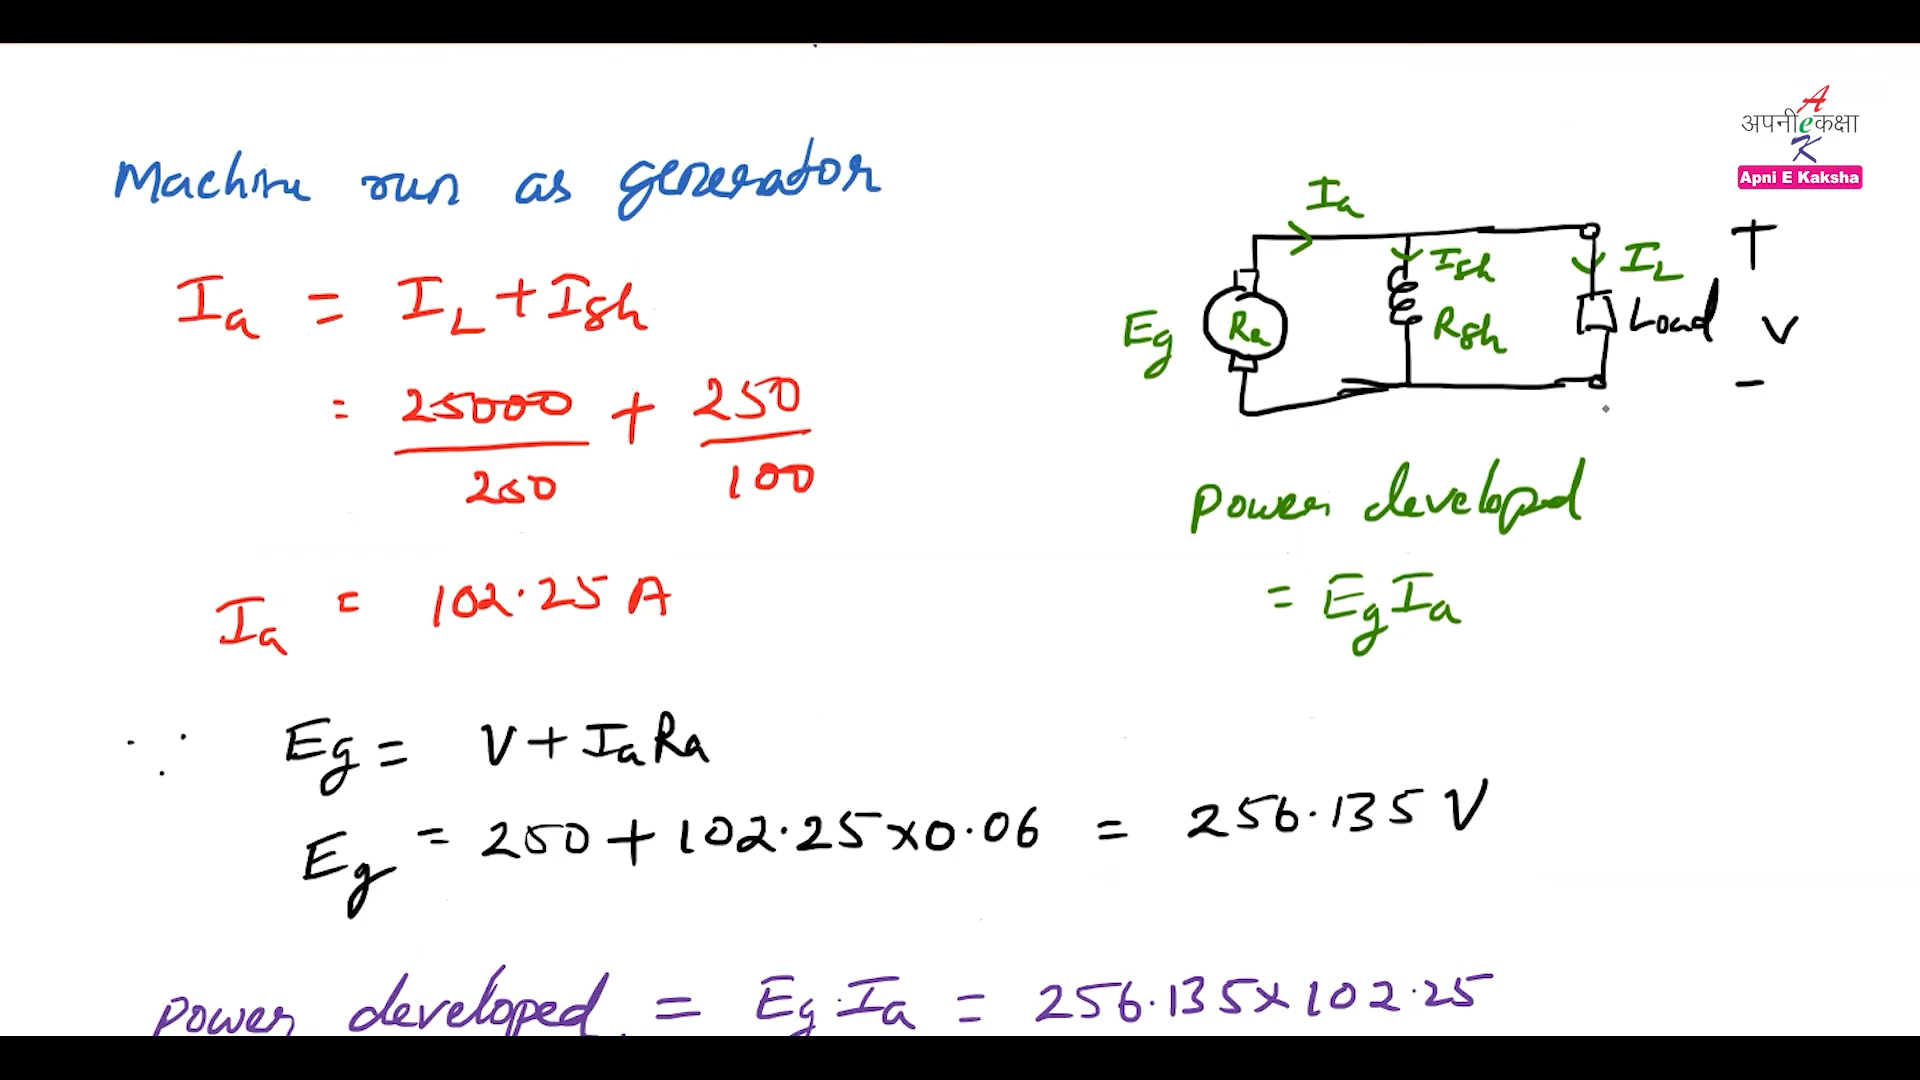 A
अपनीeकक्षा
K
Apni E Kaksha
Machine run as generator
Ia = IL + Ish
= 25000/250 + 250/100
Ia = 102.25 A
∵ Eg = V + IaRa
Eg = 250 + 102.25×0.06 = 256.135 V
power developed = Eg.Ia = 256.135×102.25
Ia
Ish
IL
+
Eg
Ra
Rsh
Load
V
-
power developed
= EgIa